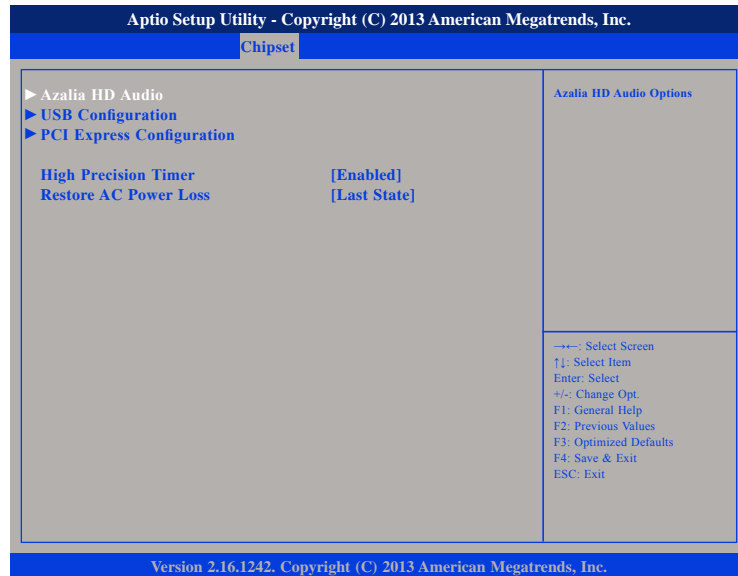 Aptio Setup Utility - Copyright (C) 2013 American Megatrends, Inc.
Chipset
▶ Azalia HD Audio
▶ USB Configuration
▶ PCI Express Configuration
High Precision Timer [Enabled]
Restore AC Power Loss [Last State]
Azalia HD Audio Options
→←: Select Screen
↑↓: Select Item
Enter: Select
+/-: Change Opt.
F1: General Help
F2: Previous Values
F3: Optimized Defaults
F4: Save & Exit
ESC: Exit
Version 2.16.1242. Copyright (C) 2013 American Megatrends, Inc.